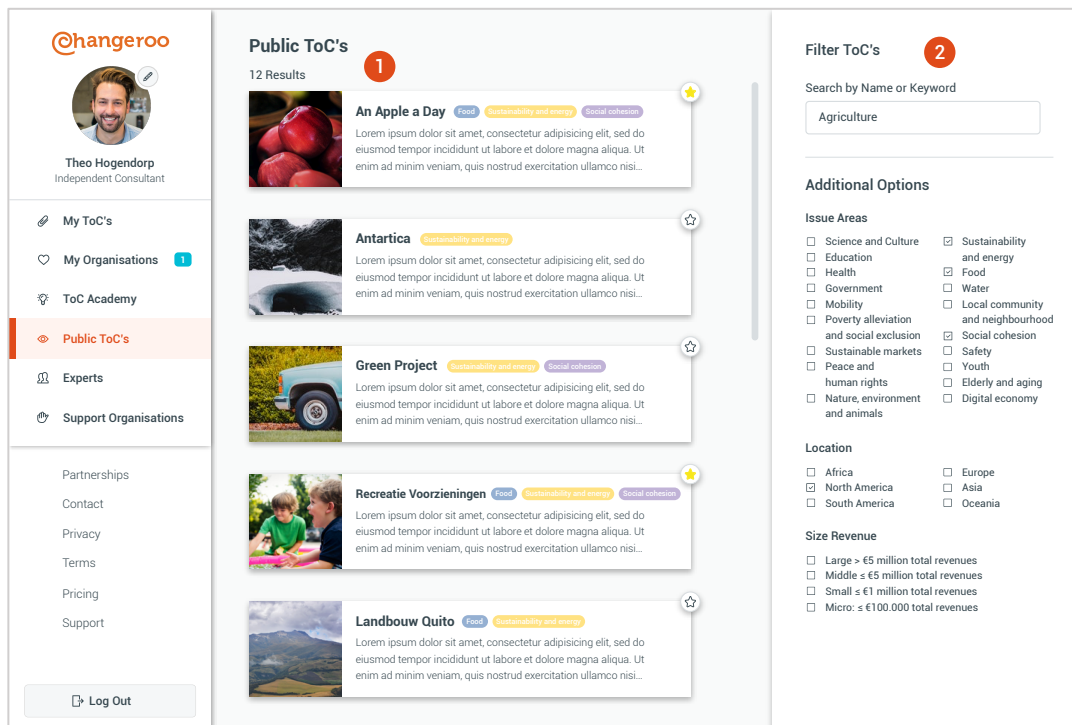 Changeroo
Theo Hogendorp
Independent Consultant
My ToC's
My Organisations 1
ToC Academy
Public ToC's
Experts
Support Organisations
Partnerships
Contact
Privacy
Terms
Pricing
Support
Log Out
Public ToC's
1
12 Results
An Apple a Day Food Sustainability and energy Social cohesion
Lorem ipsum dolor sit amet, consectetur adipisicing elit, sed do
eiusmod tempor incididunt ut labore et dolore magna aliqua. Ut
enim ad minim veniam, quis nostrud exercitation ullamco nisi...
Antartica Sustainability and energy
Lorem ipsum dolor sit amet, consectetur adipisicing elit, sed do
eiusmod tempor incididunt ut labore et dolore magna aliqua. Ut
enim ad minim veniam, quis nostrud exercitation ullamco nisi...
Green Project Sustainability and energy Social cohesion
Lorem ipsum dolor sit amet, consectetur adipisicing elit, sed do
eiusmod tempor incididunt ut labore et dolore magna aliqua. Ut
enim ad minim veniam, quis nostrud exercitation ullamco nisi...
Recreatie Voorzieningen Food Sustainability and energy Social cohesion
Lorem ipsum dolor sit amet, consectetur adipisicing elit, sed do
eiusmod tempor incididunt ut labore et dolore magna aliqua. Ut
enim ad minim veniam, quis nostrud exercitation ullamco nisi...
Landbouw Quito Food Sustainability and energy
Lorem ipsum dolor sit amet, consectetur adipisicing elit, sed do
eiusmod tempor incididunt ut labore et dolore magna aliqua. Ut
enim ad minim veniam, quis nostrud exercitation ullamco nisi...
Filter ToC's
2
Search by Name or Keyword
Agriculture
Additional Options
Issue Areas
Science and Culture
Education
Health
Government
Mobility
Poverty alleviation
and social exclusion
Sustainable markets
Peace and
human rights
Nature, environment
and animals
Sustainability
and energy
Food
Water
Local community
and neighbourhood
Social cohesion
Safety
Youth
Elderly and aging
Digital economy
Location
Africa
North America
South America
Europe
Asia
Oceania
Size Revenue
Large > €5 million total revenues
Middle ≤ €5 million total revenues
Small ≤ €1 million total revenues
Micro: ≤ €100.000 total revenues